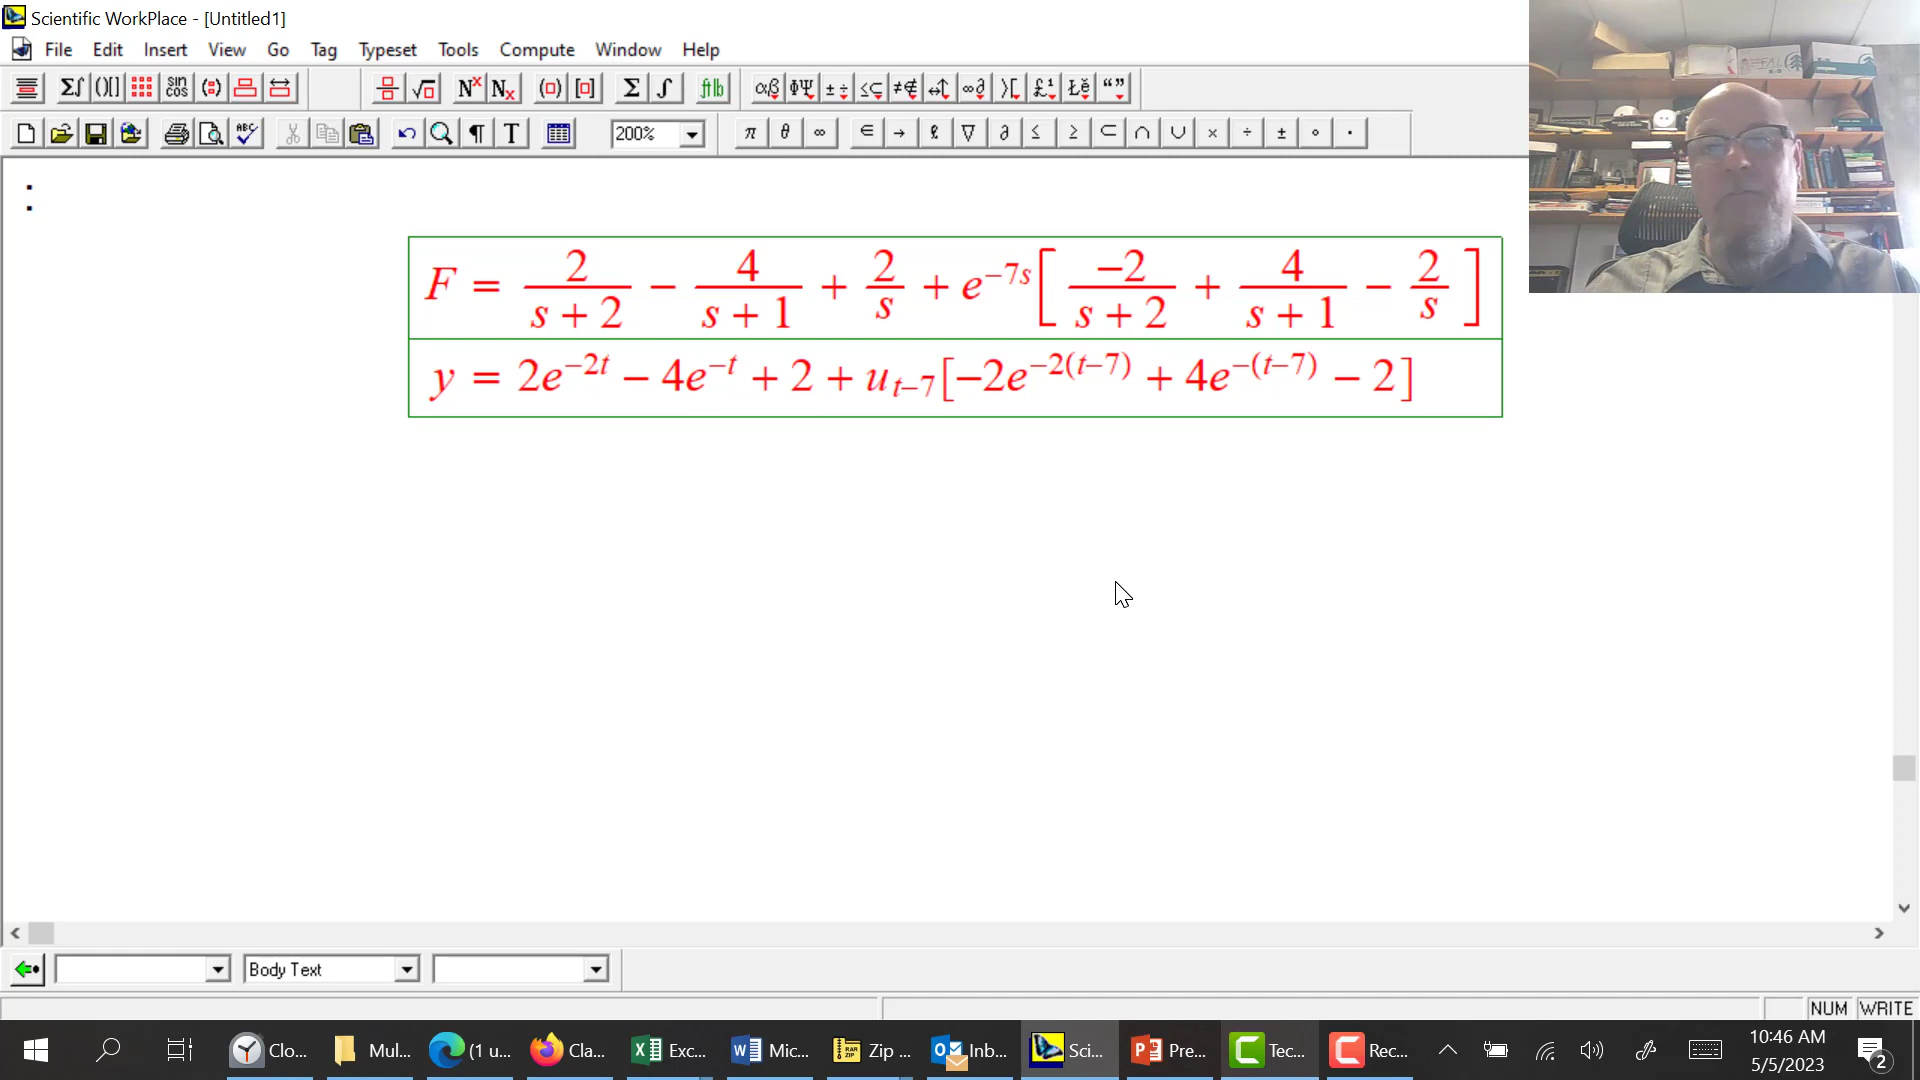 Scientific WorkPlace - [Untitled1]
File Edit Insert View Go Tag Typeset Tools Compute Window Help
200%
:
F = 2/(s + 2) − 4/(s + 1) + 2/s + e^{−7s}[ −2/(s + 2) + 4/(s + 1) − 2/s ]
y = 2e^{−2t} − 4e^{−t} + 2 + u_{t−7}[−2e^{−2(t−7)} + 4e^{−(t−7)} − 2]
Body Text
NUM WRITE
Clo... Mul... (1 u... Cla... Exc... Mic... Zip ... Inb... Sci... Pre... Tec... Rec...
10:46 AM
5/5/2023
2